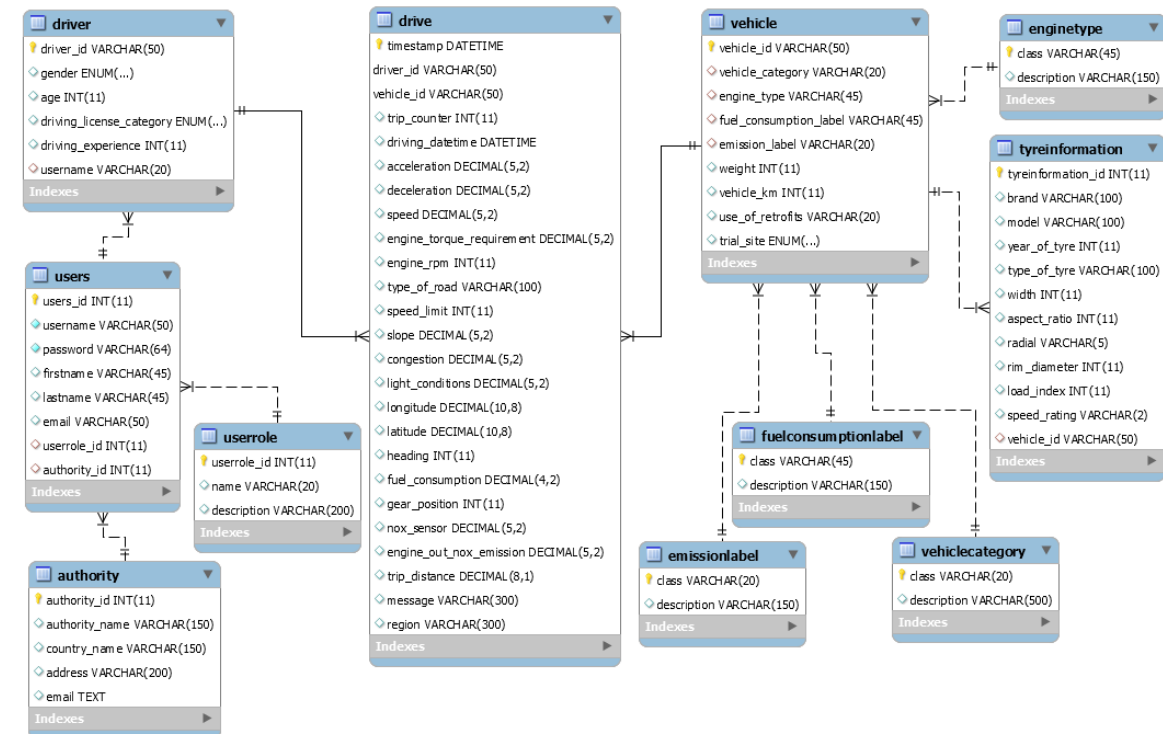 driver
driver_id VARCHAR(50)
gender ENUM(...)
age INT(11)
driving_license_category ENUM(...)
driving_experience INT(11)
username VARCHAR(20)
Indexes
users
users_id INT(11)
username VARCHAR(50)
password VARCHAR(64)
firstname VARCHAR(45)
lastname VARCHAR(45)
email VARCHAR(50)
userrole_id INT(11)
authority_id INT(11)
Indexes
userrole
userrole_id INT(11)
name VARCHAR(20)
description VARCHAR(200)
Indexes
authority
authority_id INT(11)
authority_name VARCHAR(150)
country_name VARCHAR(150)
address VARCHAR(200)
email TEXT
Indexes
drive
timestamp DATETIME
driver_id VARCHAR(50)
vehicle_id VARCHAR(50)
trip_counter INT(11)
driving_datetime DATETIME
acceleration DECIMAL(5,2)
deceleration DECIMAL(5,2)
speed DECIMAL(5,2)
engine_torque_requirement DECIMAL(5,2)
engine_rpm INT(11)
type_of_road VARCHAR(100)
speed_limit INT(11)
slope DECIMAL(5,2)
congestion DECIMAL(5,2)
light_conditions DECIMAL(5,2)
longitude DECIMAL(10,8)
latitude DECIMAL(10,8)
heading INT(11)
fuel_consumption DECIMAL(4,2)
gear_position INT(11)
nox_sensor DECIMAL(5,2)
engine_out_nox_emission DECIMAL(5,2)
trip_distance DECIMAL(8,1)
message VARCHAR(300)
region VARCHAR(300)
Indexes
vehicle
vehicle_id VARCHAR(50)
vehicle_category VARCHAR(20)
engine_type VARCHAR(45)
fuel_consumption_label VARCHAR(45)
emission_label VARCHAR(20)
weight INT(11)
vehicle_km INT(11)
use_of_retrofits VARCHAR(20)
trial_site ENUM(...)
Indexes
enginetype
class VARCHAR(45)
description VARCHAR(150)
Indexes
tyreinformation
tyreinformation_id INT(11)
brand VARCHAR(100)
model VARCHAR(100)
year_of_tyre INT(11)
type_of_tyre VARCHAR(100)
width INT(11)
aspect_ratio INT(11)
radial VARCHAR(5)
rim_diameter INT(11)
load_index INT(11)
speed_rating VARCHAR(2)
vehicle_id VARCHAR(50)
Indexes
fuelconsumptionlabel
class VARCHAR(45)
description VARCHAR(150)
Indexes
emissionlabel
class VARCHAR(20)
description VARCHAR(150)
Indexes
vehiclecategory
class VARCHAR(20)
description VARCHAR(500)
Indexes